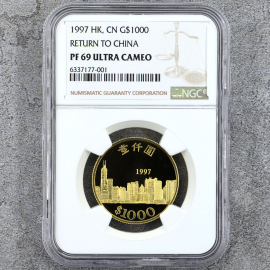 1997 HK, CN G$1000
RETURN TO CHINA
PF 69 ULTRA CAMEO
6337177-001
NGC
NUMISMATIC GUARANTY CORPORATION
壹仟圓
1997
$1000